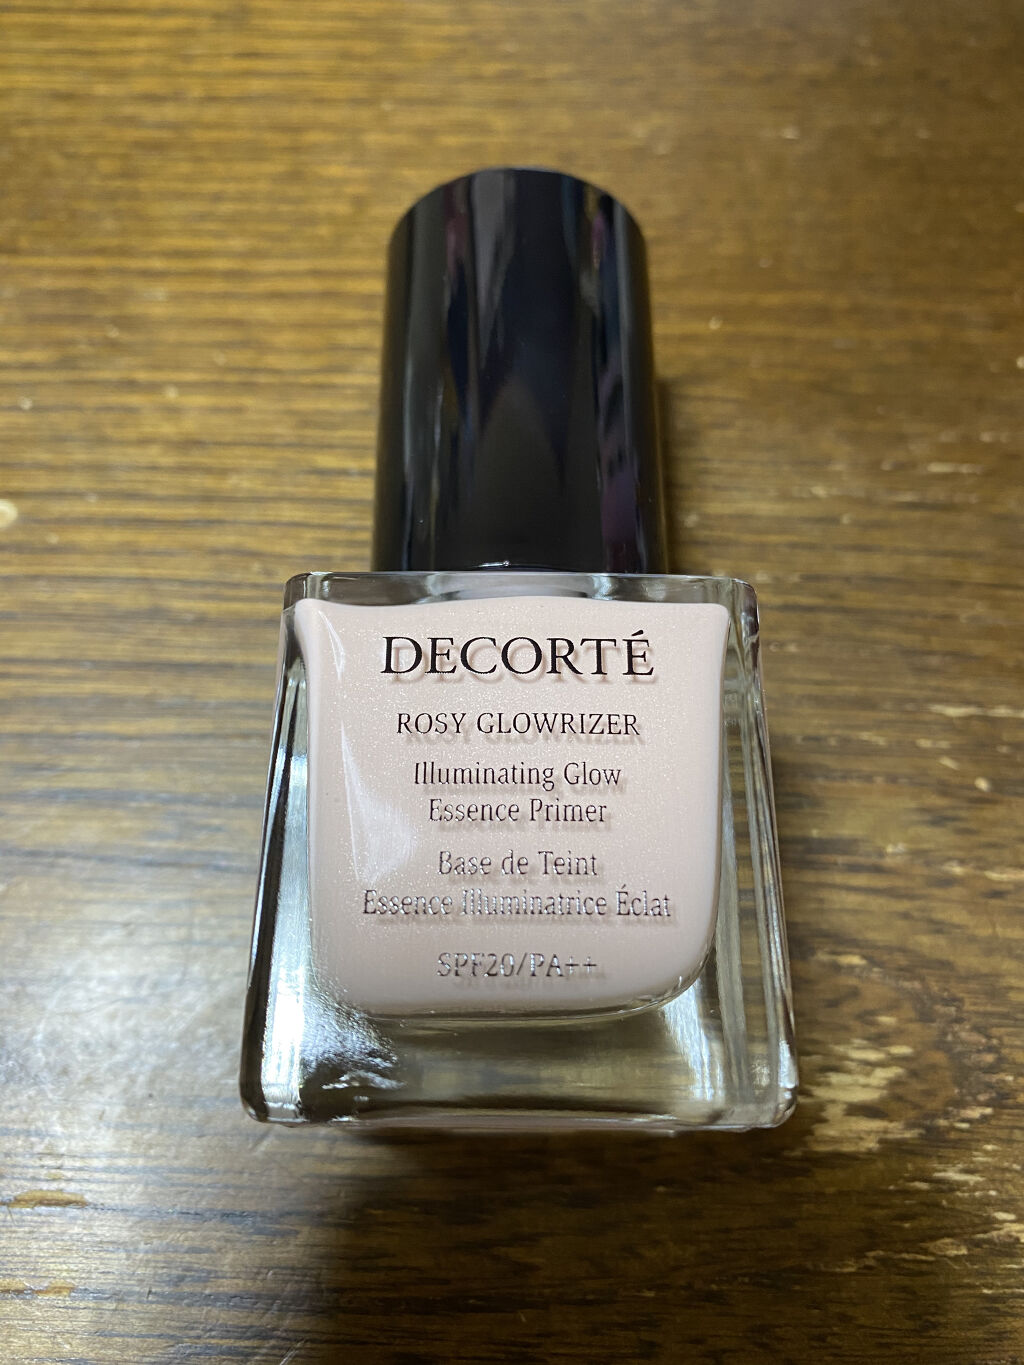 DECORTÉ
ROSY GLOWRIZER
Illuminating Glow
Essence Primer
Base de Teint
Essence Illuminatrice Éclat
SPF20/PA++